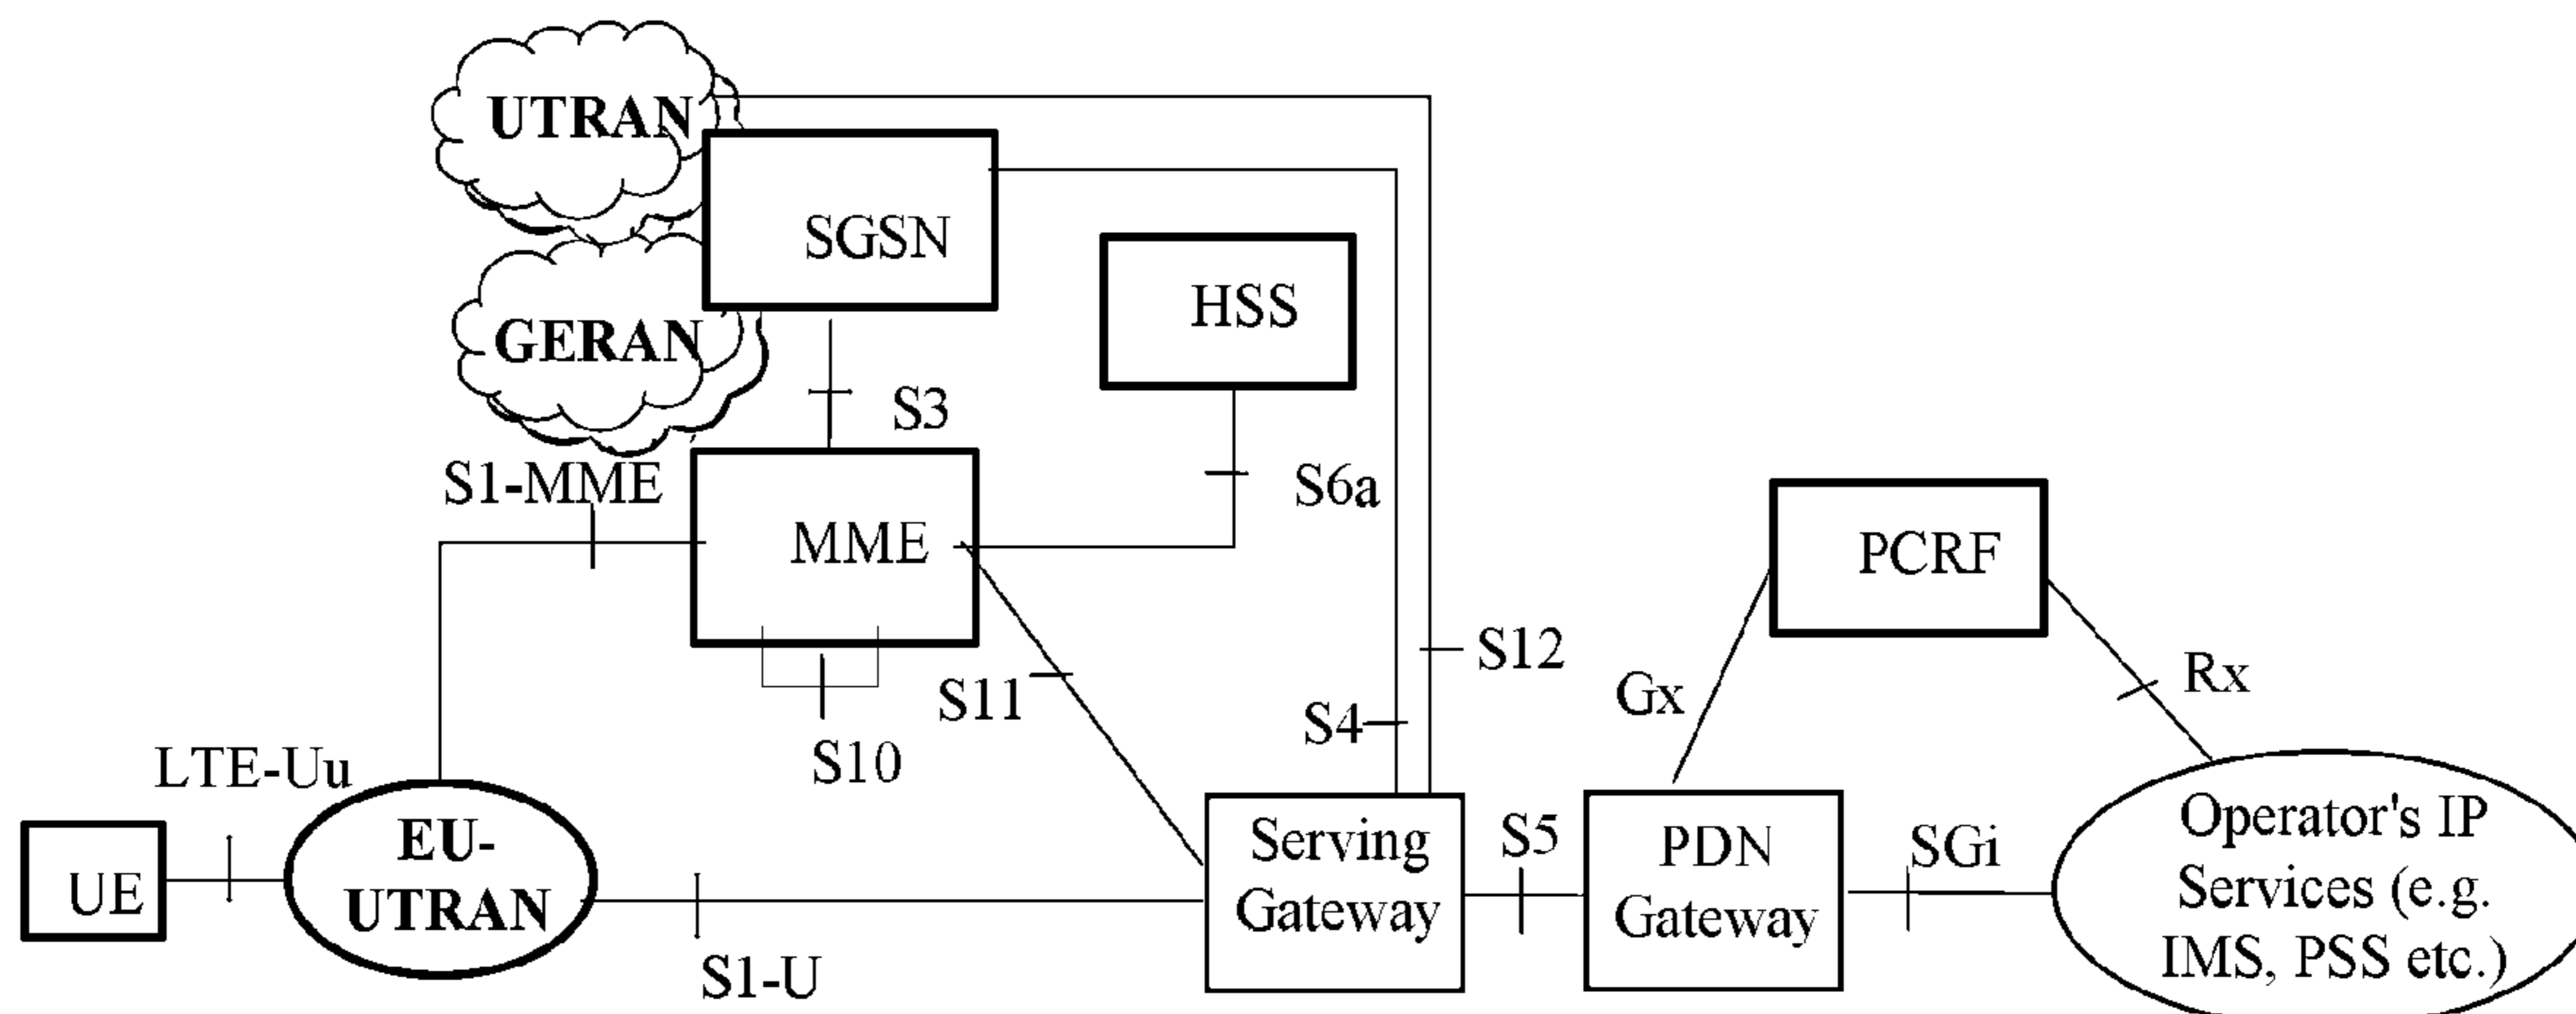 UTRAN
SGSN
HSS
GERAN
S3
S1-MME
S6a
MME
PCRF
S12
S11
Gx
Rx
S4
S10
LTE-Uu
EU-
UTRAN
UE
S1-U
Serving
Gateway
S5
PDN
Gateway
SGi
Operator's IP
Services (e.g.
IMS, PSS etc.)